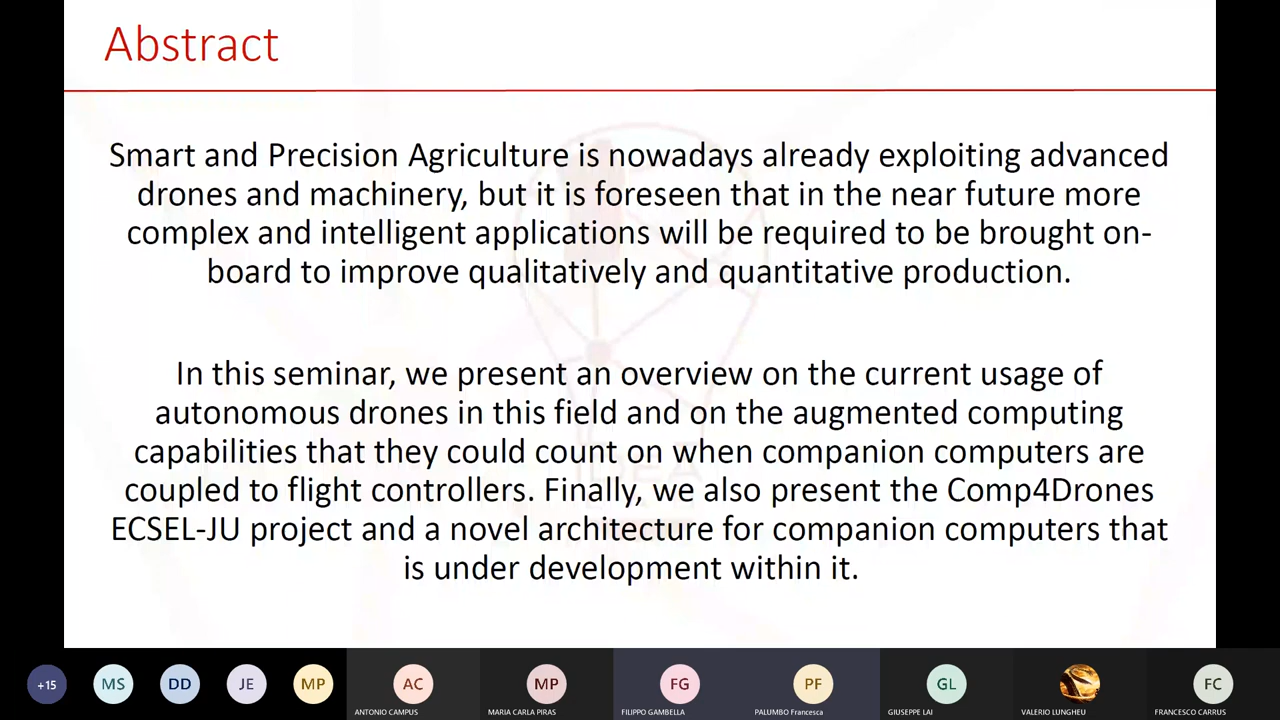 Abstract
Smart and Precision Agriculture is nowadays already exploiting advanced
drones and machinery, but it is foreseen that in the near future more
complex and intelligent applications will be required to be brought on-
board to improve qualitatively and quantitative production.
In this seminar, we present an overview on the current usage of
autonomous drones in this field and on the augmented computing
capabilities that they could count on when companion computers are
coupled to flight controllers. Finally, we also present the Comp4Drones
ECSEL-JU project and a novel architecture for companion computers that
is under development within it.
IDEA
+15 MS DD JE MP AC MP FG PF GL FC
ANTONIO CAMPUS MARIA CARLA PIRAS FILIPPO GAMBELLA PALUMBO Francesca GIUSEPPE LAI VALERIO LUNGHEU FRANCESCO CARRUS